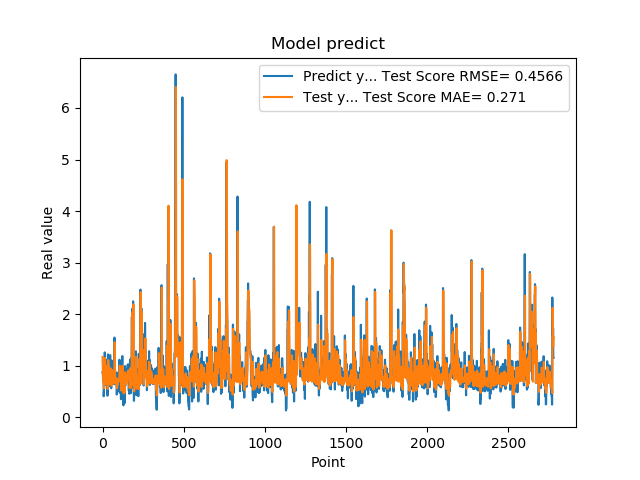 Model predict
Predict y... Test Score RMSE= 0.4566
Test y... Test Score MAE= 0.271
Real value
6
5
4
3
2
1
0
0 500 1000 1500 2000 2500
Point